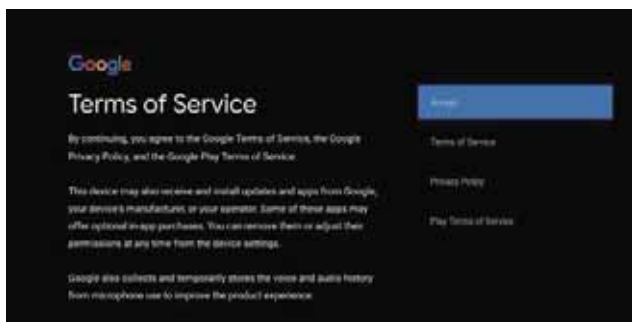 Google
Terms of Service
By continuing, you agree to the Google Terms of Service, the Google
Privacy Policy, and the Google Play Terms of Service.
This device may also receive and install updates and apps from Google,
your device's manufacturer, or your operator. Some of these apps may
offer optional in-app purchases. You can remove them or adjust their
permissions at any time from the device settings.
Google also collects and temporarily stores the voice and audio history
from microphone use to improve the product experience.
Accept
Terms of Service
Privacy Policy
Play Terms of Service